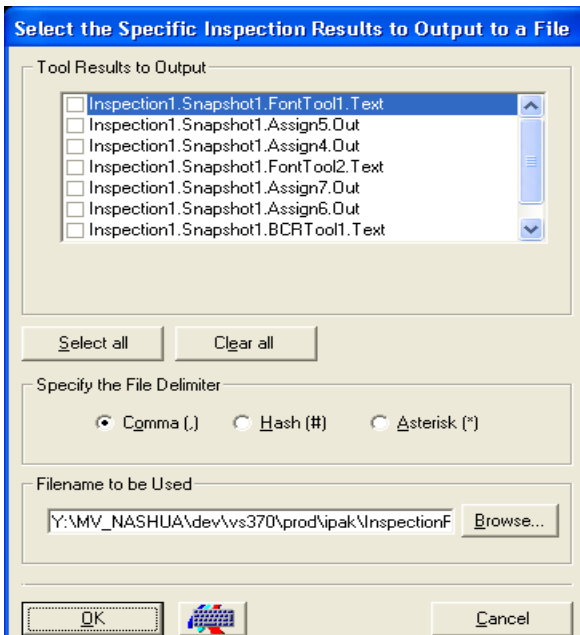 Select the Specific Inspection Results to Output to a File
Tool Results to Output
Inspection1.Snapshot1.FontTool1.Text
Inspection1.Snapshot1.Assign5.Out
Inspection1.Snapshot1.Assign4.Out
Inspection1.Snapshot1.FontTool2.Text
Inspection1.Snapshot1.Assign7.Out
Inspection1.Snapshot1.Assign6.Out
Inspection1.Snapshot1.BCRTool1.Text
Select all Clear all
Specify the File Delimiter
Comma (,) Hash (#) Asterisk (*)
Filename to be Used
Y:\MV_NASHUA\dev\vs370\prod\ipak\InspectionF Browse...
OK Cancel